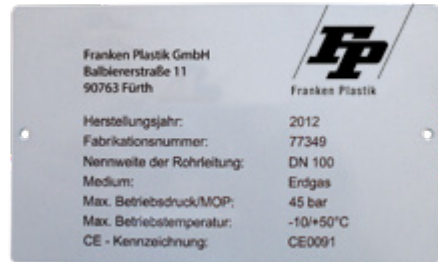 Franken Plastik GmbH
Balbiererstraße 11
90763 Fürth
FP
Franken Plastik
Herstellungsjahr: 2012
Fabrikationsnummer: 77349
Nennweite der Rohrleitung: DN 100
Medium: Erdgas
Max. Betriebsdruck/MOP: 45 bar
Max. Betriebstemperatur: -10/+50°C
CE - Kennzeichnung: CE0091